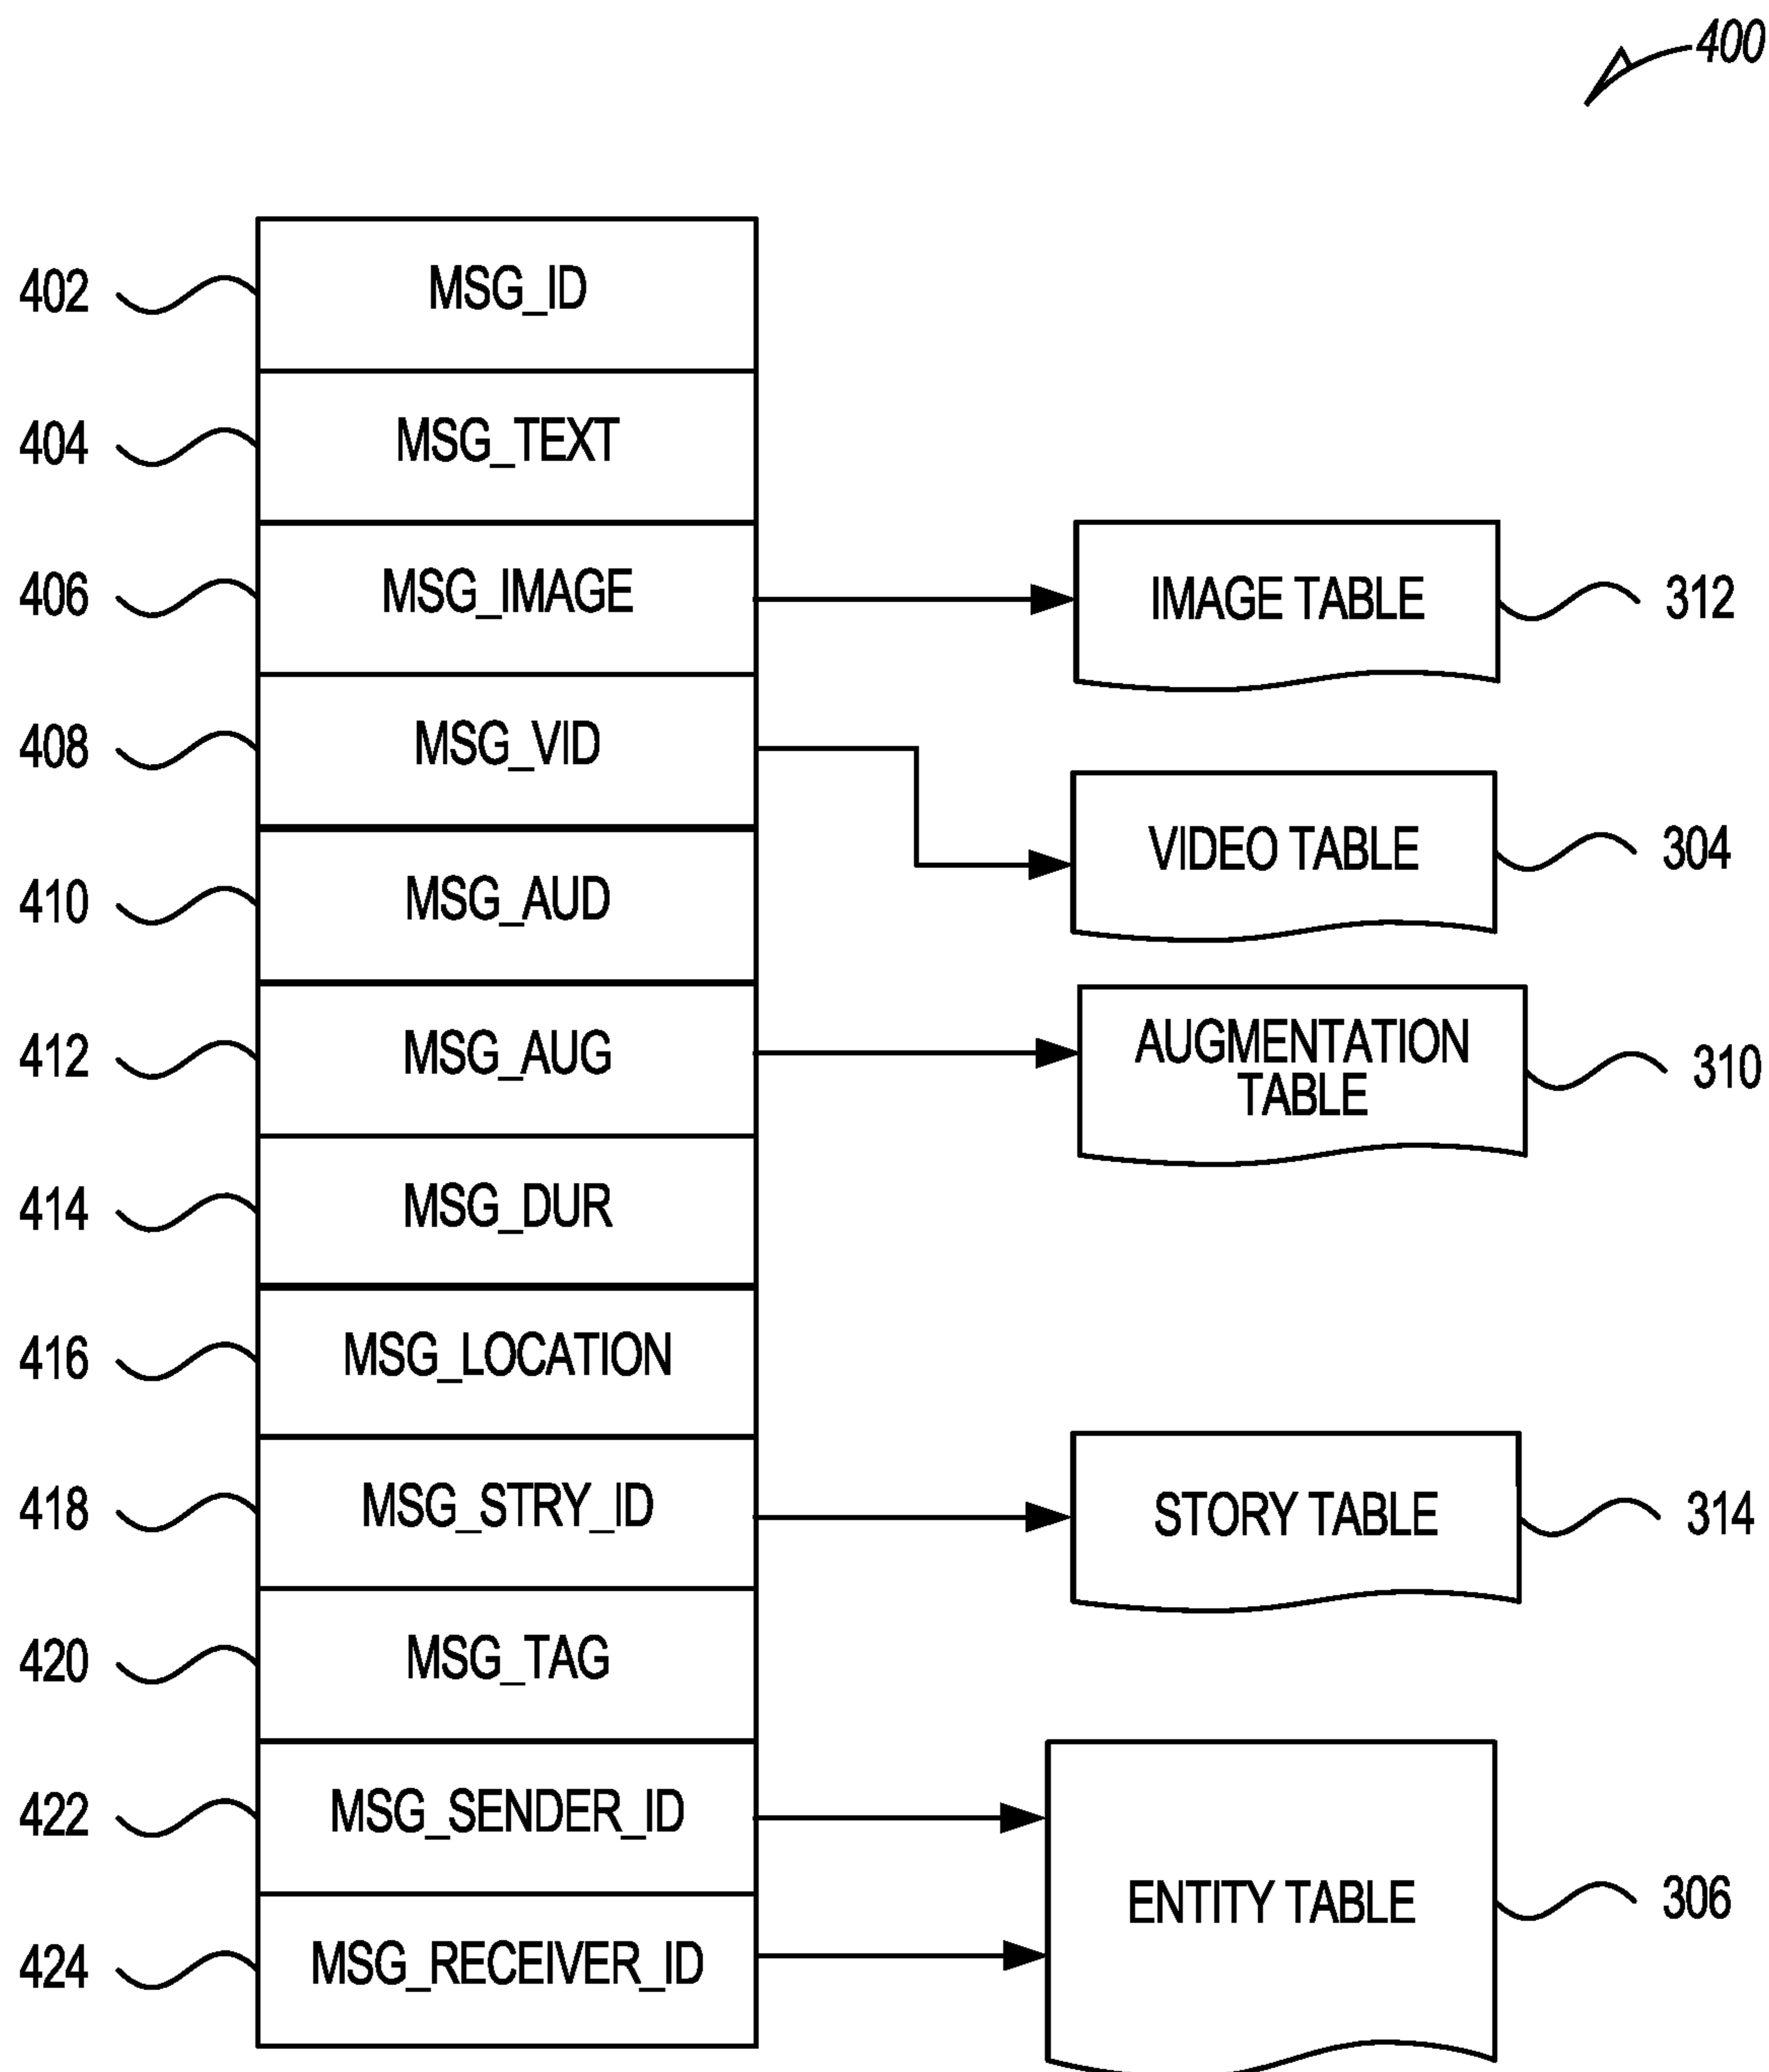 400
402 MSG_ID
404 MSG_TEXT
406 MSG_IMAGE IMAGE TABLE 312
408 MSG_VID
VIDEO TABLE 304
410 MSG_AUD
412 MSG_AUG
AUGMENTATION
TABLE
310
414 MSG_DUR
416 MSG_LOCATION
418 MSG_STRY_ID STORY TABLE 314
420 MSG_TAG
422 MSG_SENDER_ID
ENTITY TABLE 306
424 MSG_RECEIVER_ID